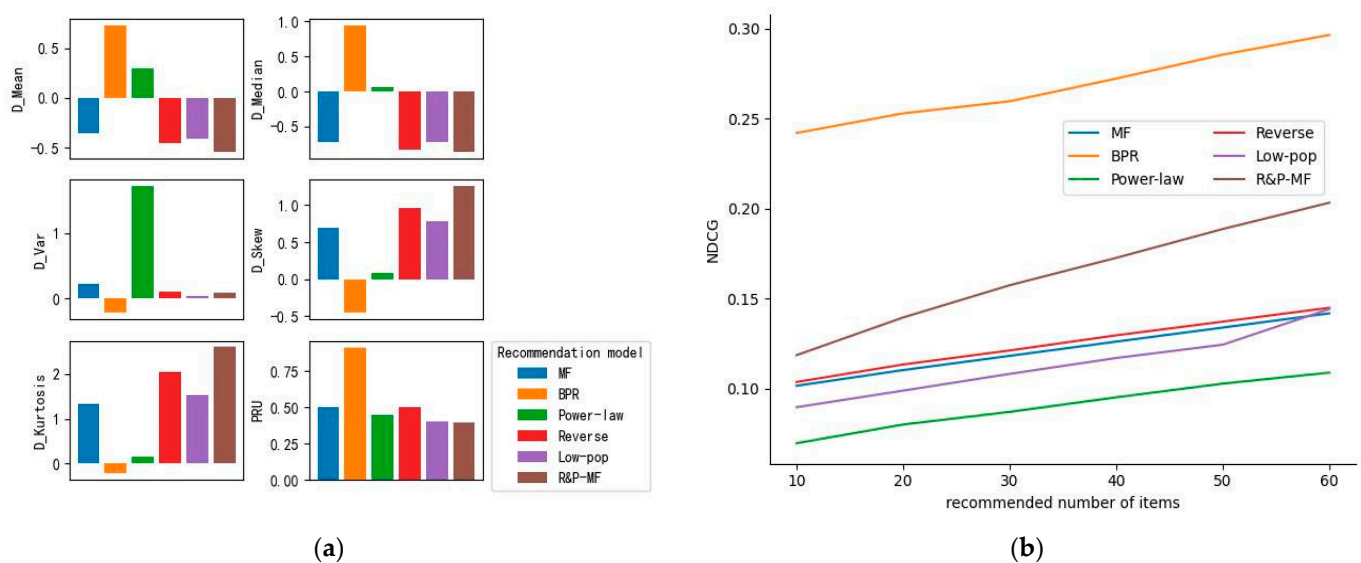 D_Mean
0.5
0.0
−0.5
D_Median
1.0
0.5
0.0
−0.5
D_Var
1
0
D_Skew
1.0
0.5
0.0
−0.5
D_Kurtosis
2
1
0
PRU
0.75
0.50
0.25
0.00
Recommendation model
MF
BPR
Power-law
Reverse
Low-pop
R&P-MF
(a)
NDCG
0.30
0.25
0.20
0.15
0.10
MF
BPR
Power-law
Reverse
Low-pop
R&P-MF
10 20 30 40 50 60
recommended number of items
(b)